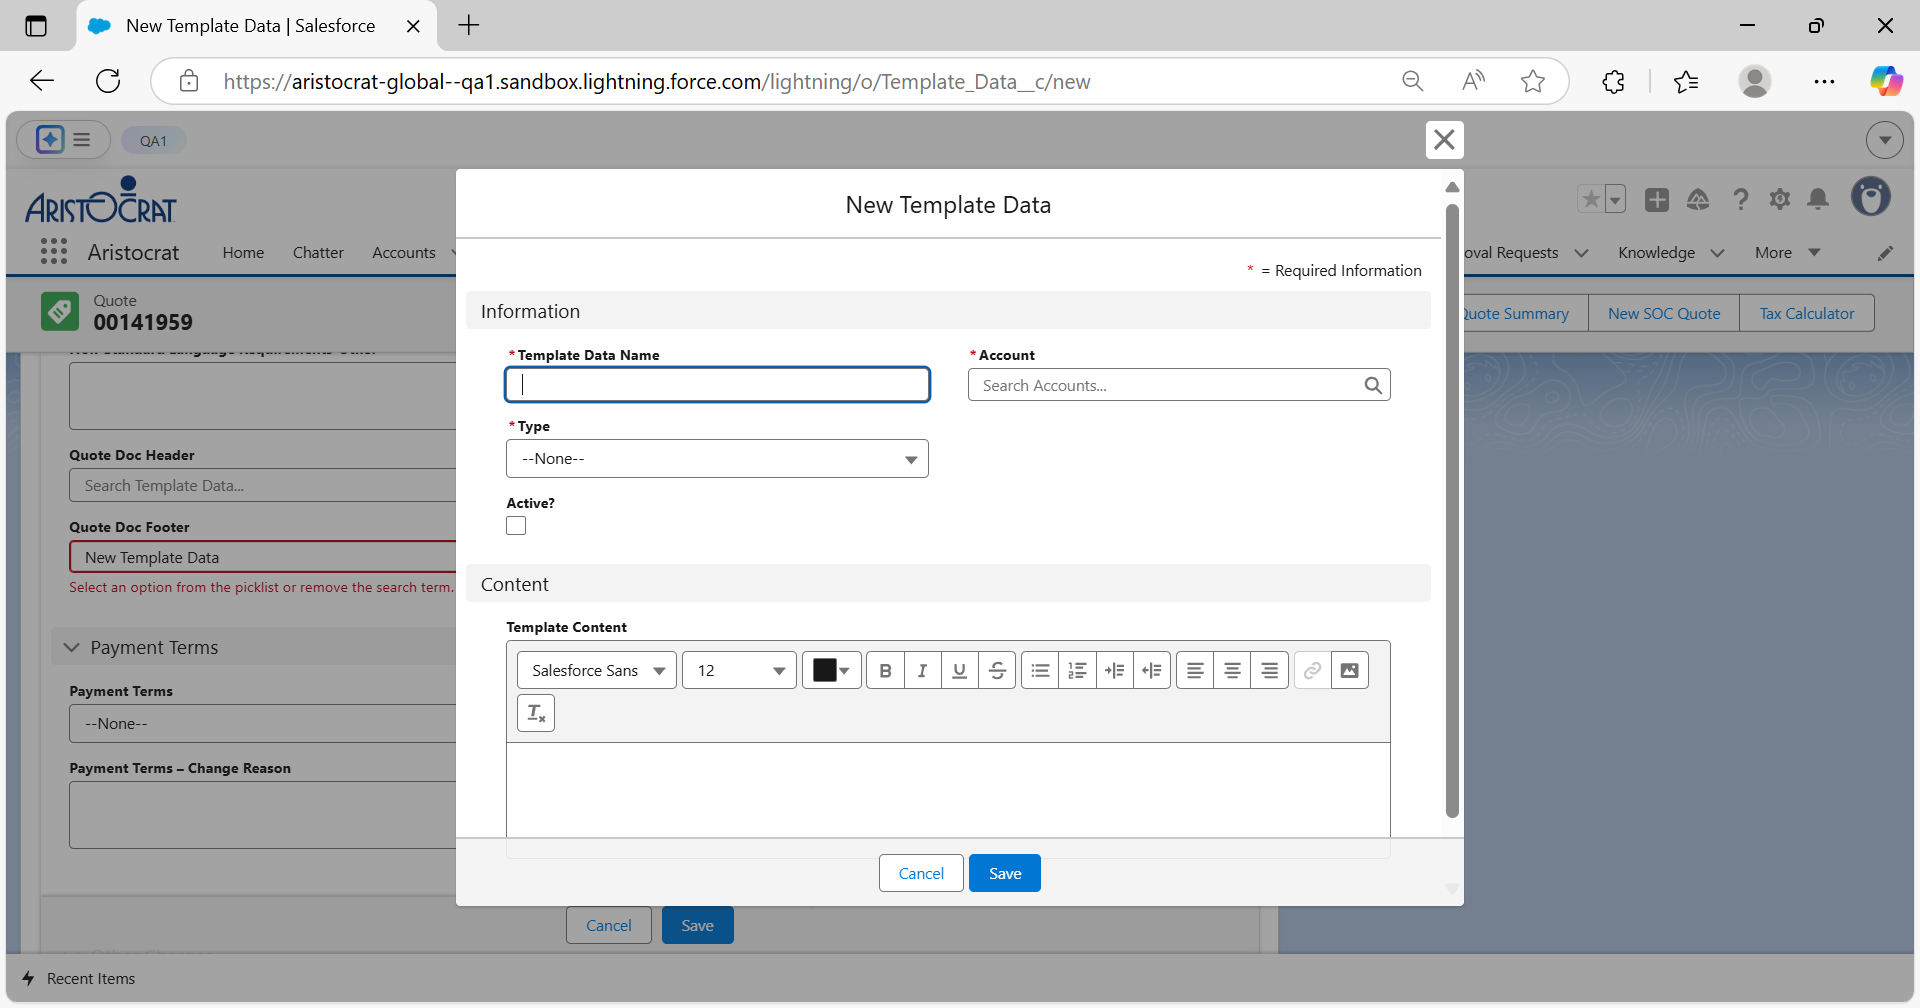 New Template Data | Salesforce
https://aristocrat-global--qa1.sandbox.lightning.force.com/lightning/o/Template_Data__c/new
QA1
ARISTOCRAT
Aristocrat
Home
Chatter
Accounts
oval Requests
Knowledge
More
Quote
00141959
Quote Summary
New SOC Quote
Tax Calculator
Quote Doc Header
Search Template Data...
Quote Doc Footer
New Template Data
Select an option from the picklist or remove the search term.
Payment Terms
Payment Terms
--None--
Payment Terms – Change Reason
Cancel
Save
Recent Items
New Template Data
* = Required Information
Information
*Template Data Name
*Account
Search Accounts...
*Type
--None--
Active?
Content
Template Content
Salesforce Sans
12
Cancel
Save